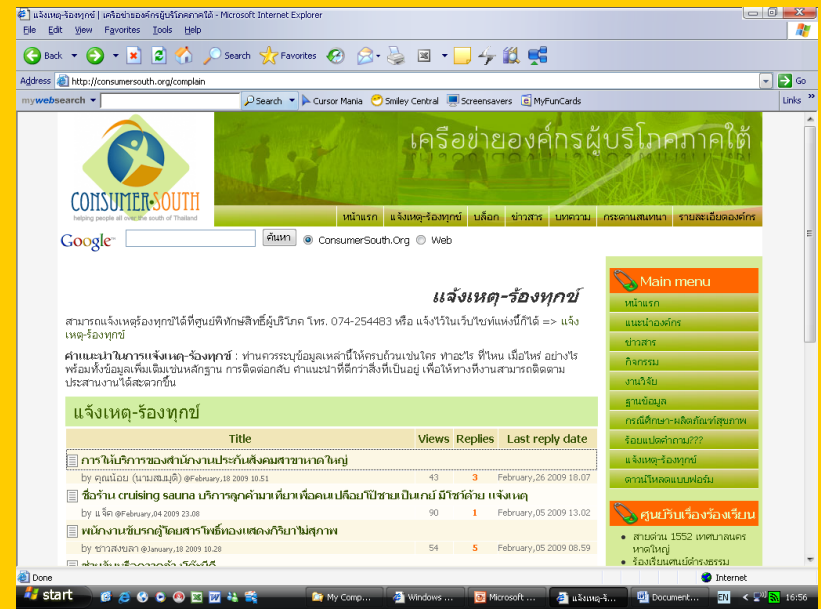 แจ้งเหตุ-ร้องทุกข์ | เครือข่ายองค์กรผู้บริโภคภาคใต้ - Microsoft Internet Explorer
File Edit View Favorites Tools Help
Back Search Favorites
Address http://consumersouth.org/complain Go
mywebsearch Search Cursor Mania Smiley Central Screensavers MyFunCards Links
เครือข่ายองค์กรผู้บริโภคภาคใต้
CONSUMER-SOUTH
helping people all over the south of Thailand
หน้าแรก แจ้งเหตุ-ร้องทุกข์ บล็อก ข่าวสาร บทความ กระดานสนทนา รายละเอียดองค์กร
Google ค้นหา ConsumerSouth.Org Web
แจ้งเหตุ-ร้องทุกข์
สามารถแจ้งเหตุร้องทุกข์ได้ที่ศูนย์พิทักษ์สิทธิ์ผู้บริโภค โทร. 074-254483 หรือ แจ้งไว้ในเว็บไซท์แห่งนี้ก็ได้ => แจ้ง
เหตุ-ร้องทุกข์
คำแนะนำในการแจ้งเหตุ-ร้องทุกข์ : ท่านควรระบุข้อมูลเหล่านี้ให้ครบถ้วนเช่นใคร ทำอะไร ที่ไหน เมื่อไหร่ อย่างไร
พร้อมทั้งข้อมูลเพิ่มเติมเช่นหลักฐาน การติดต่อกลับ คำแนะนำที่ดีกว่าสิ่งที่เป็นอยู่ เพื่อให้ทางทีมงานสามารถติดตาม
ประสานงานได้สะดวกขึ้น
แจ้งเหตุ-ร้องทุกข์
Title Views Replies Last reply date
การให้บริการของสำนักงานประกันสังคมสาขาหาดใหญ่
by คุณน้อย (นามสมมุติ) @February,18 2009 10.51 43 3 February,26 2009 18.07
ชื่อร้าน cruising sauna บริการลูกค้ามาเที่ยวเพื่อคนเปลือยโป๊ชายเป็นเกย์ มีโชว์ด้วย แจ้งเหตุ
by แจ๊ค @February,04 2009 23.08 90 1 February,05 2009 13.02
พนักงานขับรถตู้โดยสารโพธิ์ทองแสดงกิริยาไม่สุภาพ
by ชาวสงขลา @January,18 2009 10.28 54 5 February,05 2009 08.59
Main menu
หน้าแรก
แนะนำองค์กร
ข่าวสาร
กิจกรรม
งานวิจัย
ฐานข้อมูล
กรณีศึกษา-ผลิตภัณฑ์สุขภาพ
ร้อยแปดคำถาม???
แจ้งเหตุ-ร้องทุกข์
ดาวน์โหลดแบบฟอร์ม
ศูนย์รับเรื่องร้องเรียน
สายด่วน 1552 เทศบาลนคร
หาดใหญ่
ร้องเรียนศูนย์ดำรงธรรม
Done Internet
start My Comp... Windows ... Microsoft ... แจ้งเหตุ-ร้... Document... EN 16:56